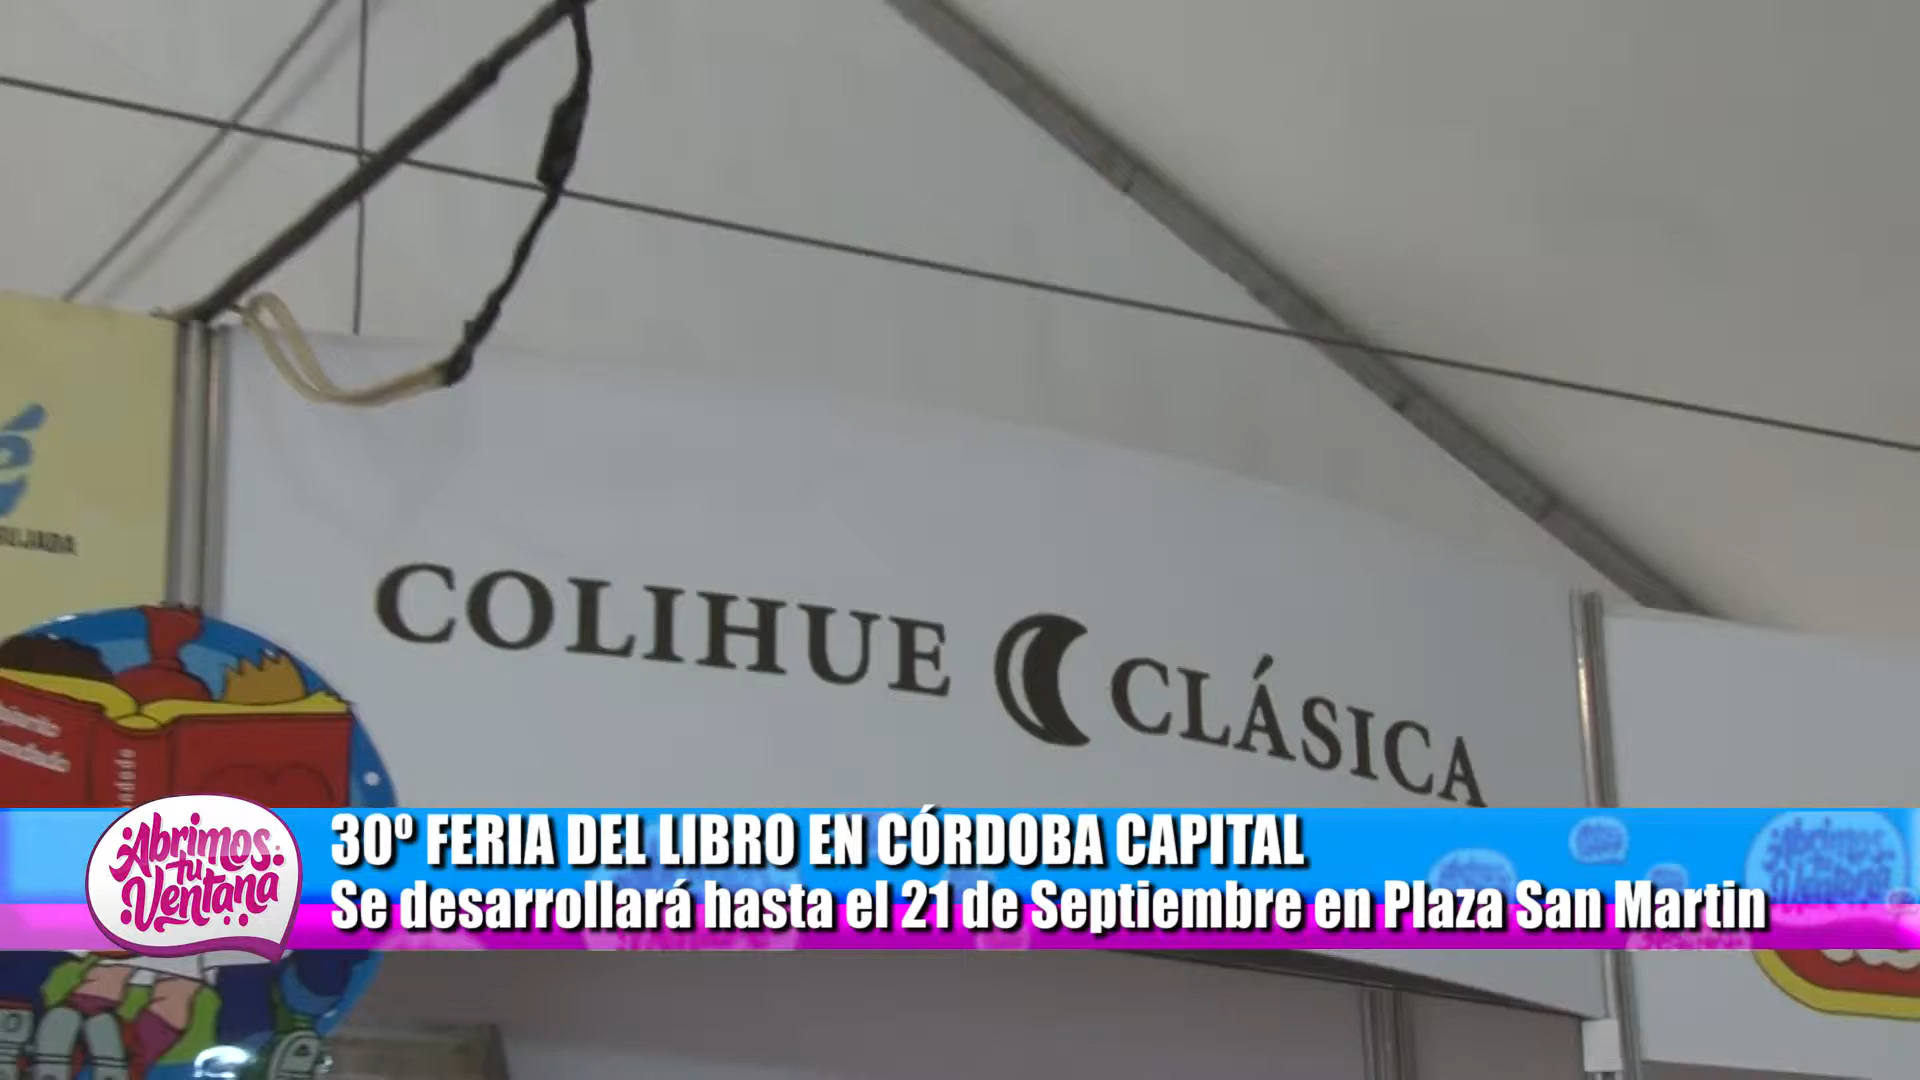 COLIHUE CLÁSICA
30º FERIA DEL LIBRO EN CÓRDOBA CAPITAL
Se desarrollará hasta el 21 de Septiembre en Plaza San Martin
Abrimos
tu
Ventana